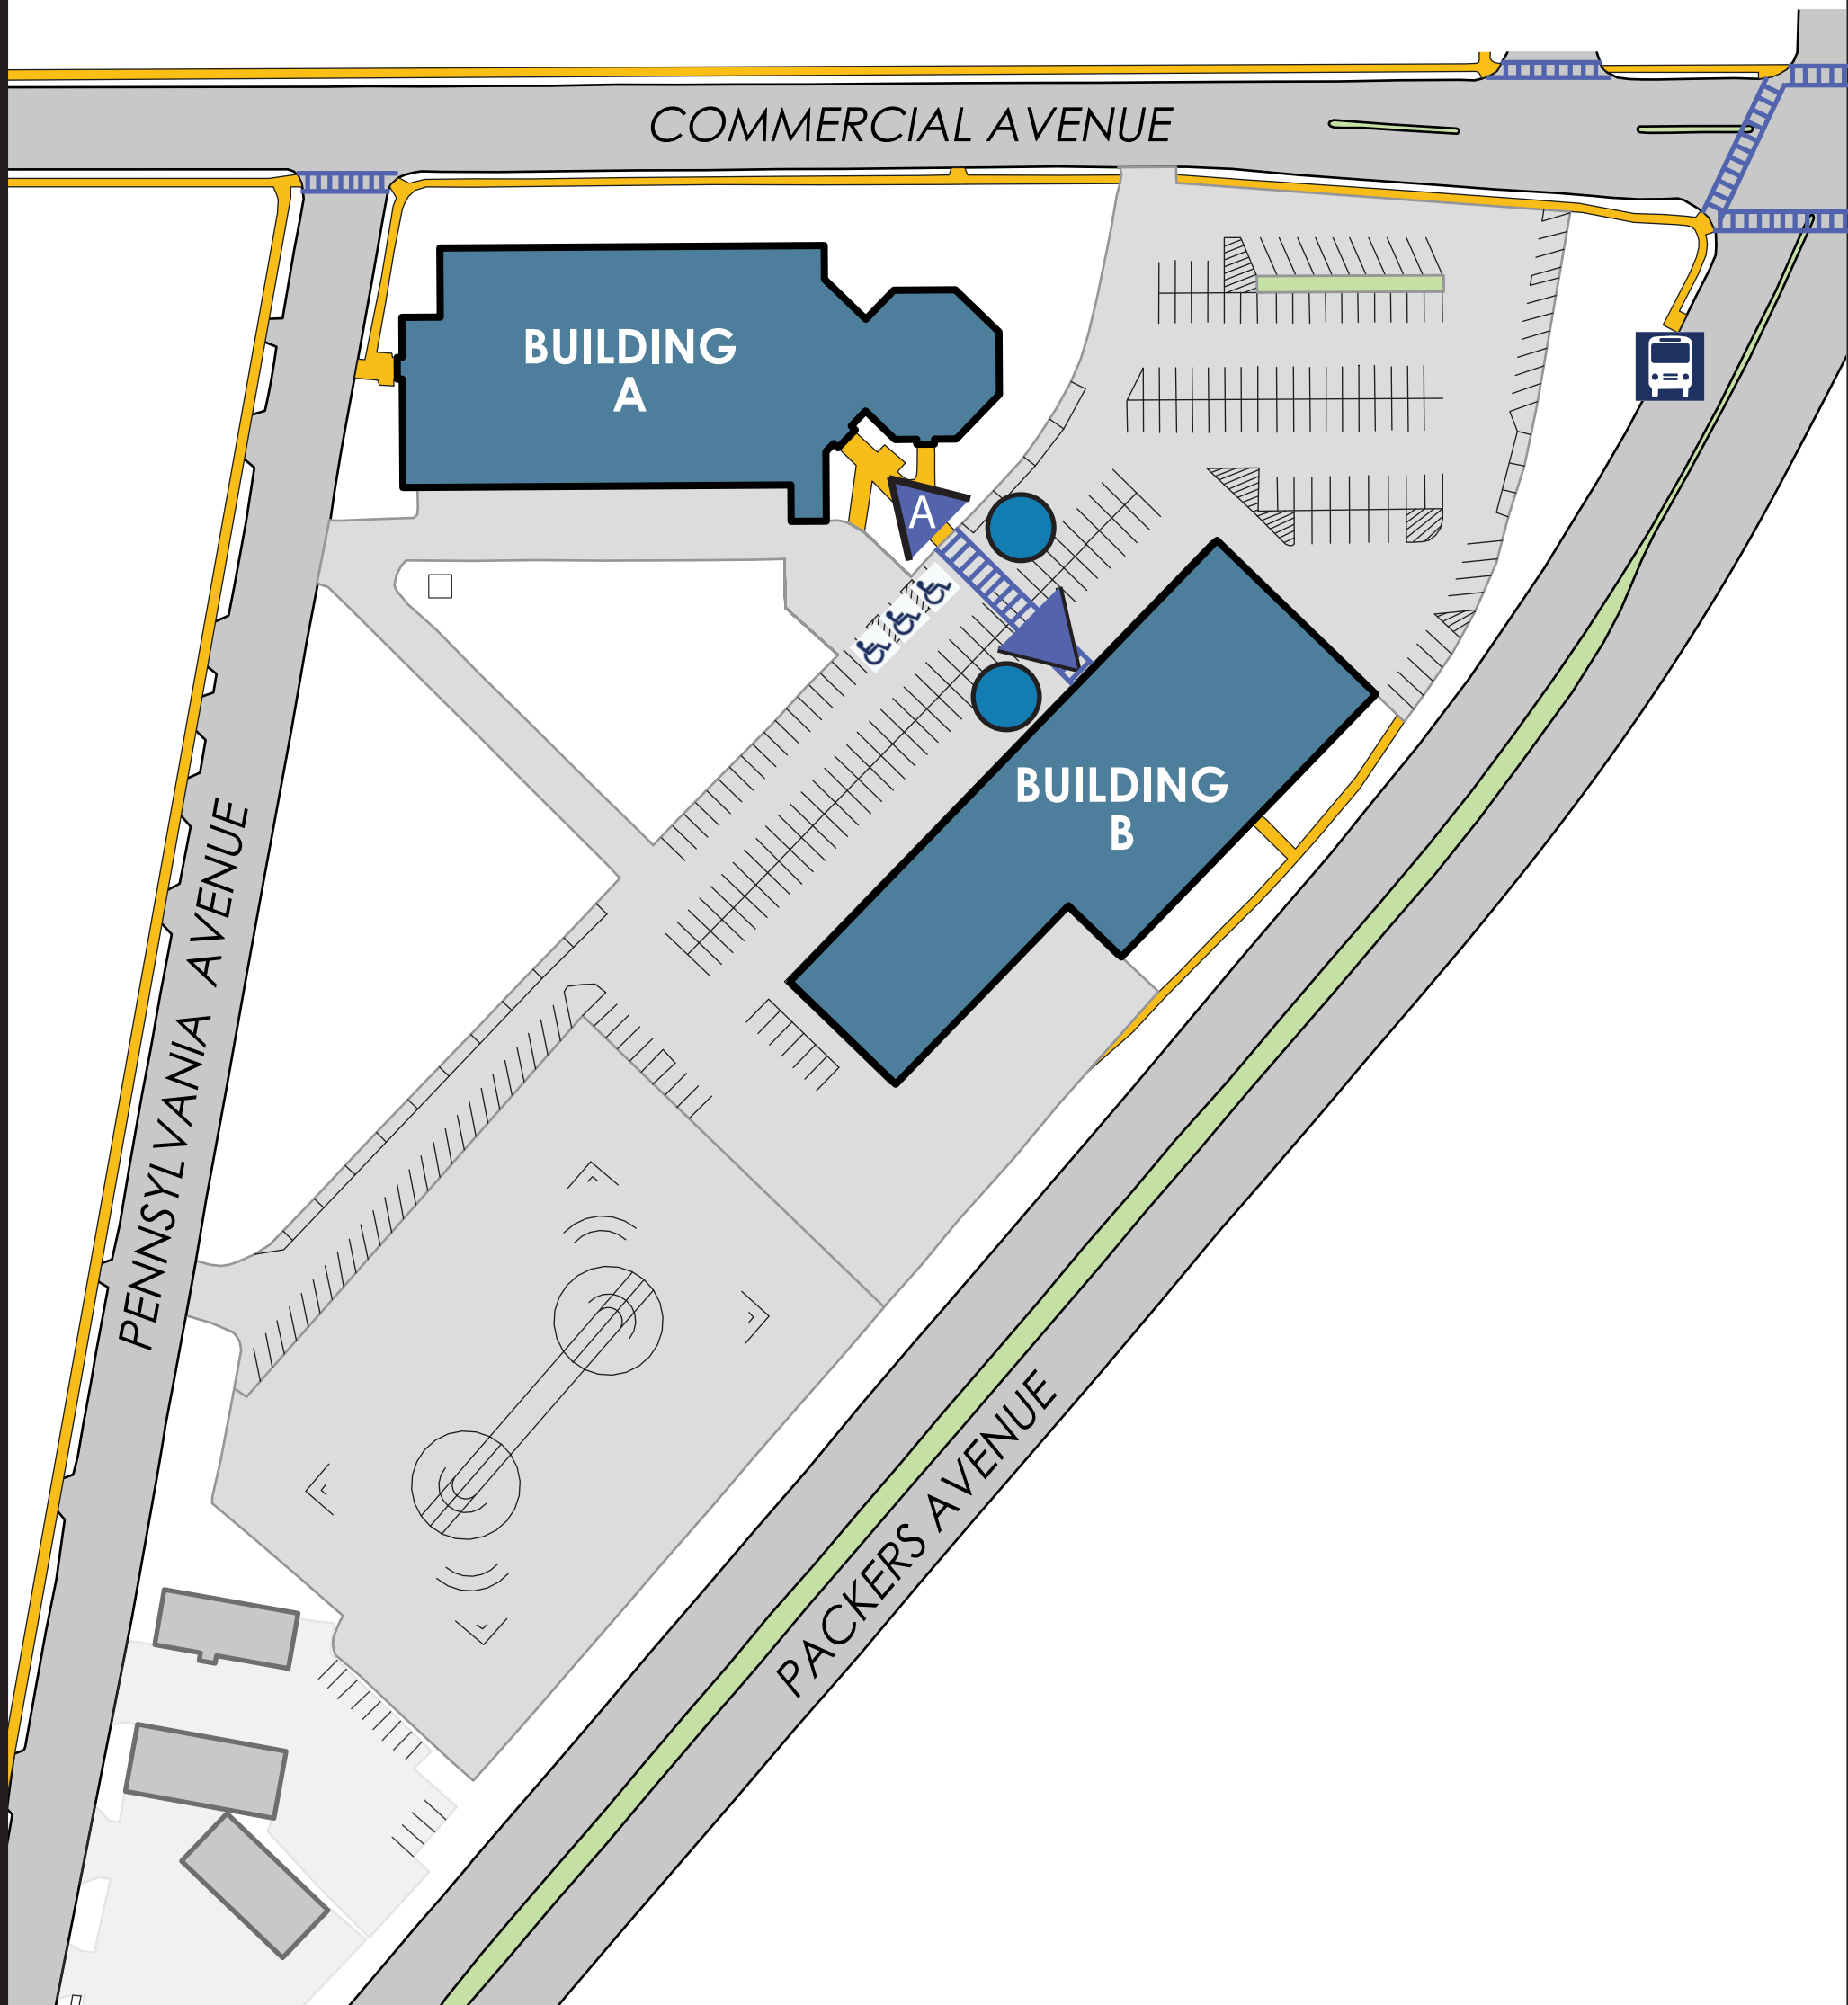 COMMERCIAL AVENUE
BUILDING
A
A
BUILDING
B
PENNSYLVANIA AVENUE
PACKERS AVENUE